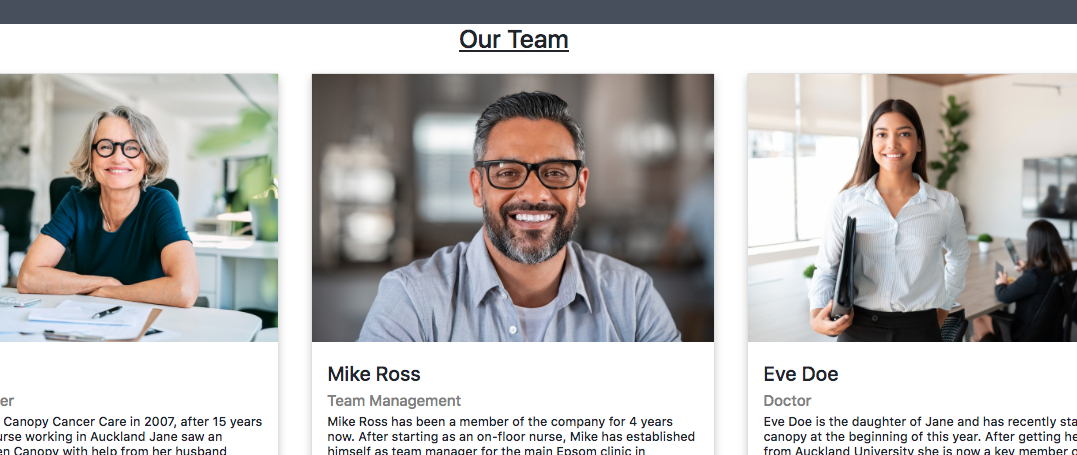 Our Team
er
Canopy Cancer Care in 2007, after 15 years
urse working in Auckland Jane saw an
en Canopy with help from her husband
Mike Ross
Team Management
Mike Ross has been a member of the company for 4 years
now. After starting as an on-floor nurse, Mike has established
himself as team manager for the main Epsom clinic in
Eve Doe
Doctor
Eve Doe is the daughter of Jane and has recently sta
canopy at the beginning of this year. After getting he
from Auckland University she is now a key member o